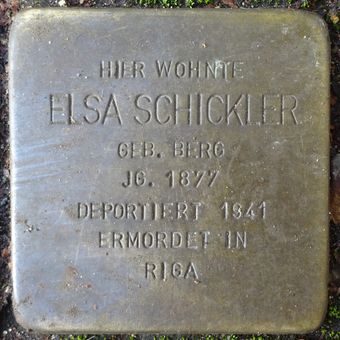 HIER WOHNTE
ELSA SCHICKLER
GEB. BERG
JG. 1877
DEPORTIERT 1941
ERMORDET IN
RIGA